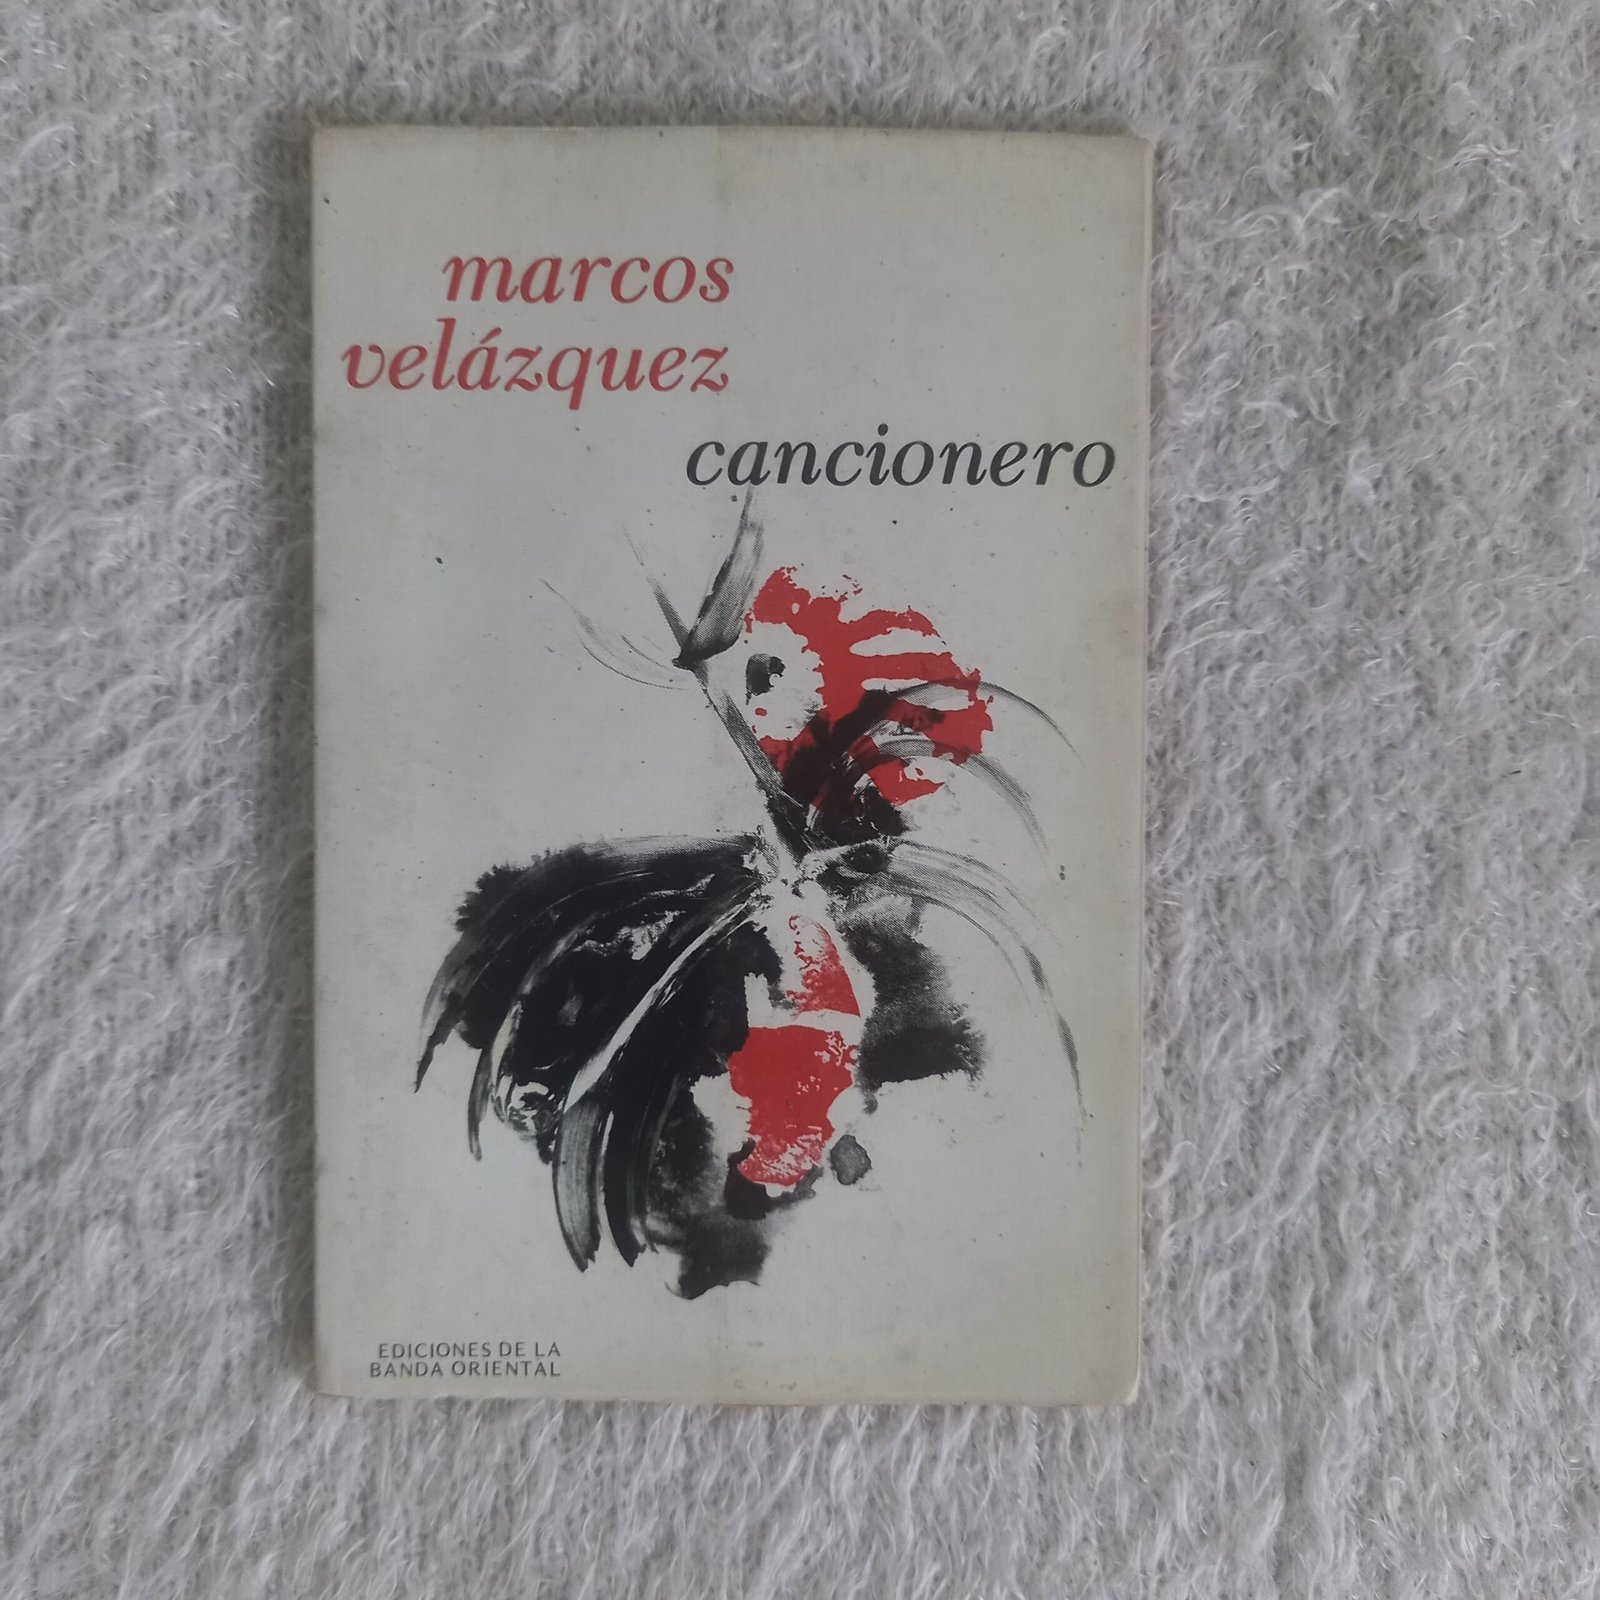 marcos
velázquez
cancionero
EDICIONES DE LA
BANDA ORIENTAL